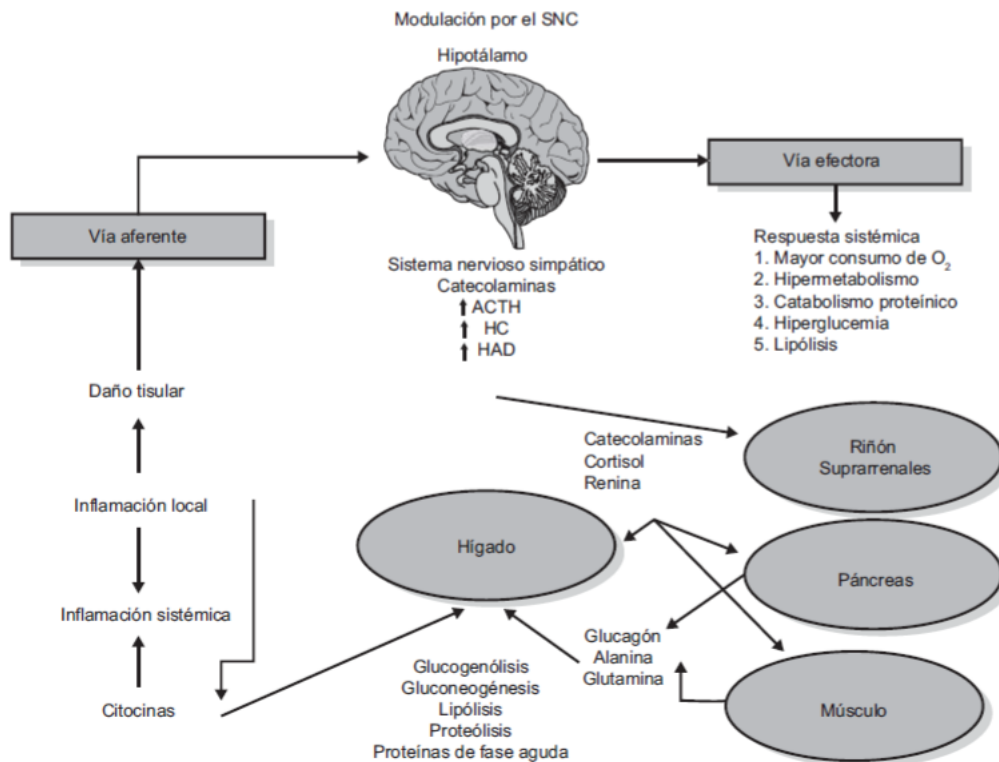 Modulación por el SNC
Hipotálamo
Vía aferente
Vía efectora
Sistema nervioso simpático
Catecolaminas
⬆ ACTH
⬆ HC
⬆ HAD
Respuesta sistémica
1. Mayor consumo de O₂
2. Hipermetabolismo
3. Catabolismo proteínico
4. Hiperglucemia
5. Lipólisis
Daño tisular
Inflamación local
Inflamación sistémica
Citocinas
Catecolaminas
Cortisol
Renina
Riñón
Suprarrenales
Hígado
Páncreas
Glucagón
Alanina
Glutamina
Músculo
Glucogenólisis
Gluconeogénesis
Lipólisis
Proteólisis
Proteínas de fase aguda